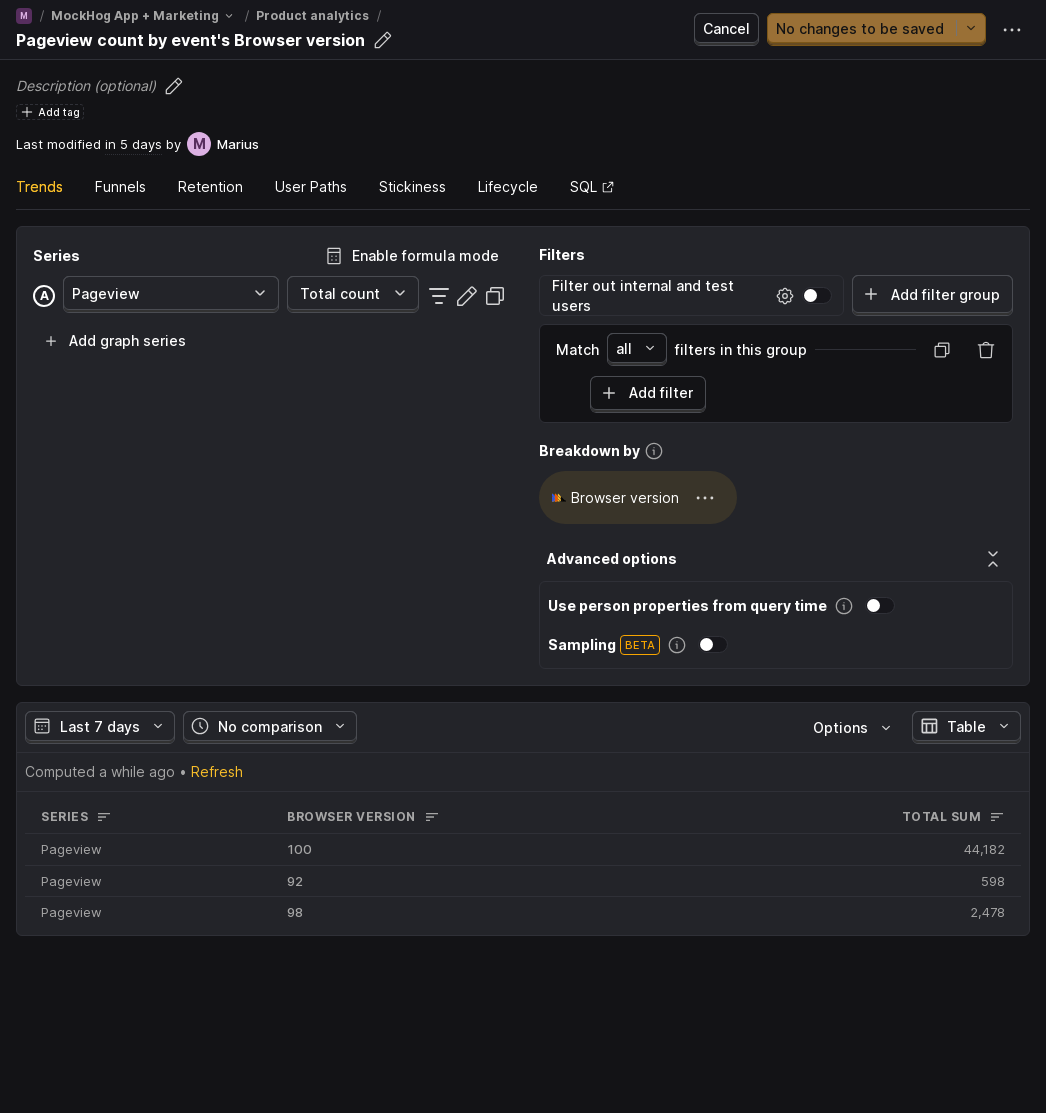 M / MockHog App + Marketing / Product analytics /
Pageview count by event's Browser version
Cancel
No changes to be saved
Description (optional)
Add tag
Last modified in 5 days by M Marius
Trends Funnels Retention User Paths Stickiness Lifecycle SQL
Series
Enable formula mode
A Pageview Total count
Add graph series
Filters
Filter out internal and test
users
Add filter group
Match all filters in this group
Add filter
Breakdown by
Browser version
Advanced options
Use person properties from query time
Sampling BETA
Last 7 days No comparison Options Table
Computed a while ago • Refresh
SERIES BROWSER VERSION TOTAL SUM
Pageview 100 44,182
Pageview 92 598
Pageview 98 2,478